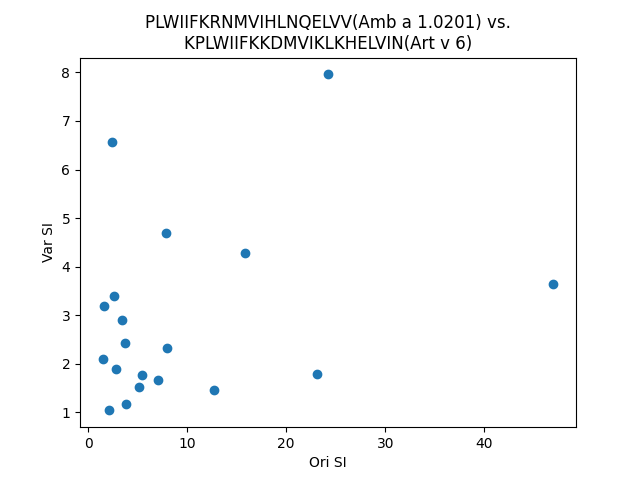 PLWIIFKRNMVIHLNQELVV(Amb a 1.0201) vs.
KPLWIIFKKDMVIKLKHELVIN(Art v 6)
8
7
6
5
4
3
2
1
Var SI
0 10 20 30 40
Ori SI